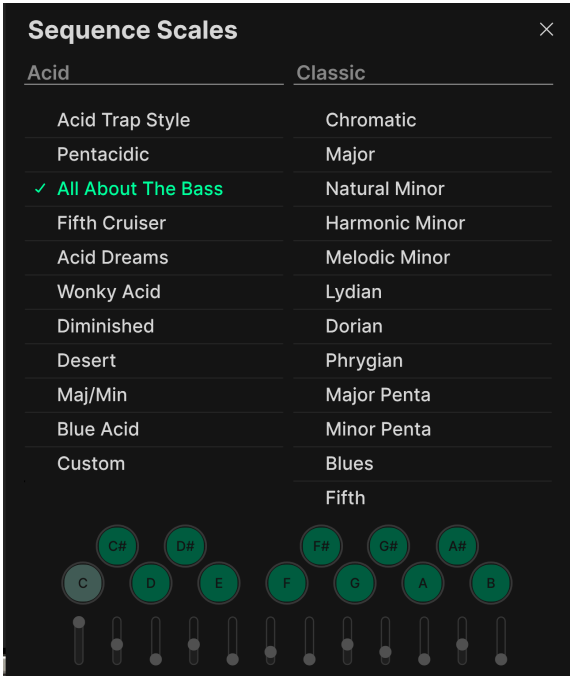 Sequence Scales
Acid
Acid Trap Style
Pentacidic
All About The Bass
Fifth Cruiser
Acid Dreams
Wonky Acid
Diminished
Desert
Maj/Min
Blue Acid
Custom
Classic
Chromatic
Major
Natural Minor
Harmonic Minor
Melodic Minor
Lydian
Dorian
Phrygian
Major Penta
Minor Penta
Blues
Fifth
C# D# F# G# A#
C D E F G A B